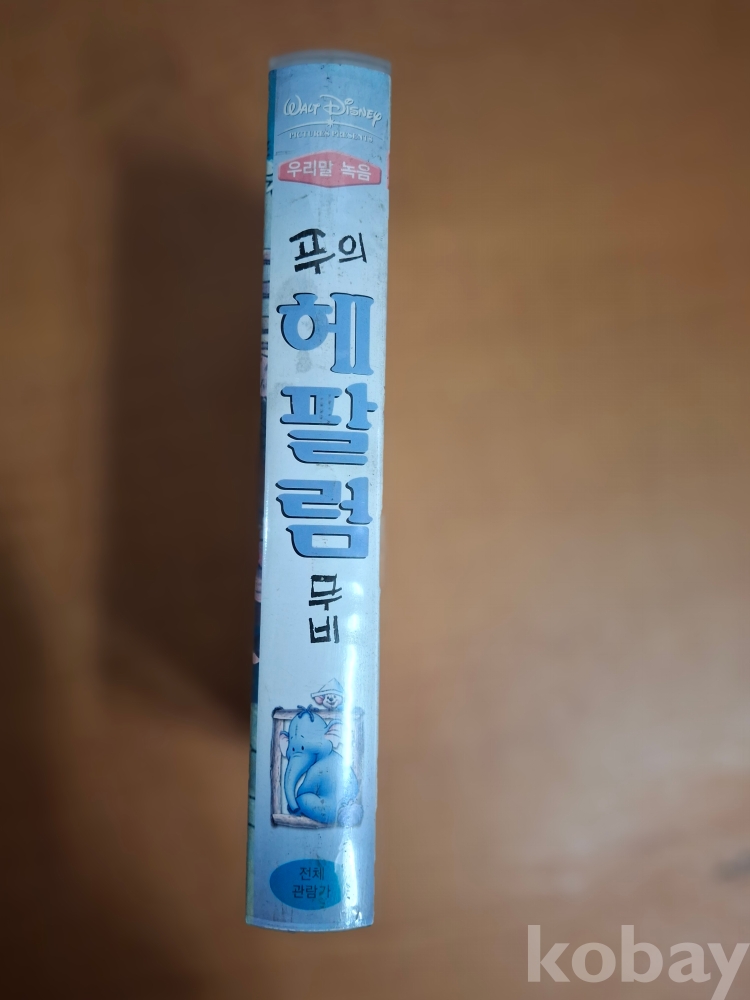 WALT DISNEY
PICTURES PRESENTS
우리말 녹음
푸의
헤팔럼
무비
전체
관람가
kobay